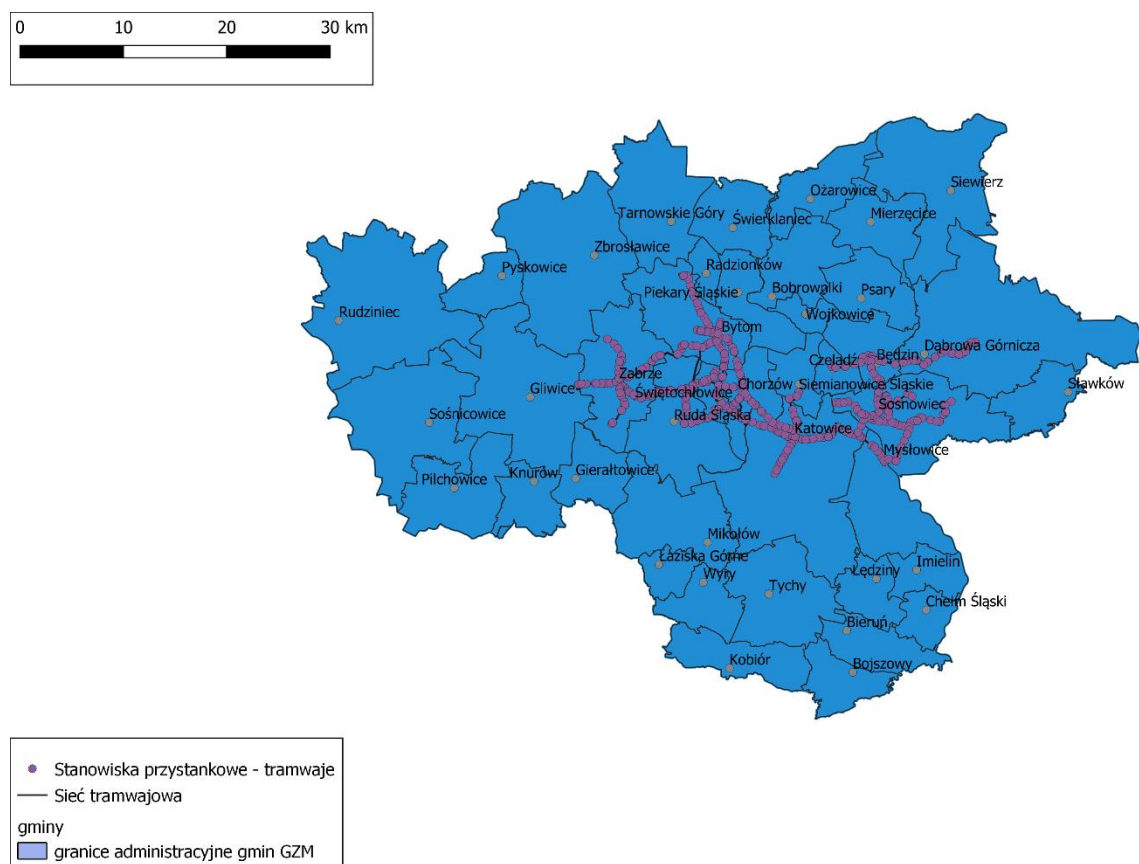 0 10 20 30 km
Siewierz
Ożarowice
Mierzęcice
Tarnowskie Góry
Świerklaniec
Zbrosławice
Radzionków
Pyskowice
Piekary Śląskie
Bobrowniki
Psary
Wojkowice
Rudziniec
Bytom
Dąbrowa Górnicza
Będzin
Czeladź
Zabrze
Chorzów
Siemianowice Śląskie
Sławków
Gliwice
Świętochłowice
Sosnowiec
Sośnicowice
Ruda Śląska
Katowice
Mysłowice
Gierałtowice
Knurów
Pilchowice
Mikołów
Łaziska Górne
Imielin
Lędziny
Wyry
Tychy
Chełm Śląski
Bieruń
Kobiór
Bojszowy
Stanowiska przystankowe - tramwaje
Sieć tramwajowa
gminy
granice administracyjne gmin GZM